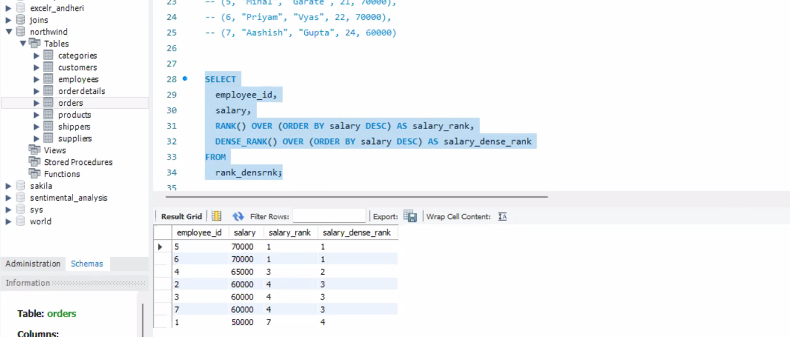 excelr_andheri
joins
northwind
Tables
categories
customers
employees
orderdetails
orders
products
shippers
suppliers
Views
Stored Procedures
Functions
sakila
sentimental_analysis
sys
world
Administration Schemas
Information
Table: orders
Columns:
23 -- (5, "Minal", "Garate", 21, 70000),
24 -- (6, "Priyam", "Vyas", 22, 70000),
25 -- (7, "Aashish", "Gupta", 24, 60000)
26
27
28 SELECT
29 employee_id,
30 salary,
31 RANK() OVER (ORDER BY salary DESC) AS salary_rank,
32 DENSE_RANK() OVER (ORDER BY salary DESC) AS salary_dense_rank
33 FROM
34 rank_densrnk;
35
Result Grid Filter Rows: Export: Wrap Cell Content:
employee_id salary salary_rank salary_dense_rank
5 70000 1 1
6 70000 1 1
4 65000 3 2
2 60000 4 3
3 60000 4 3
7 60000 4 3
1 50000 7 4